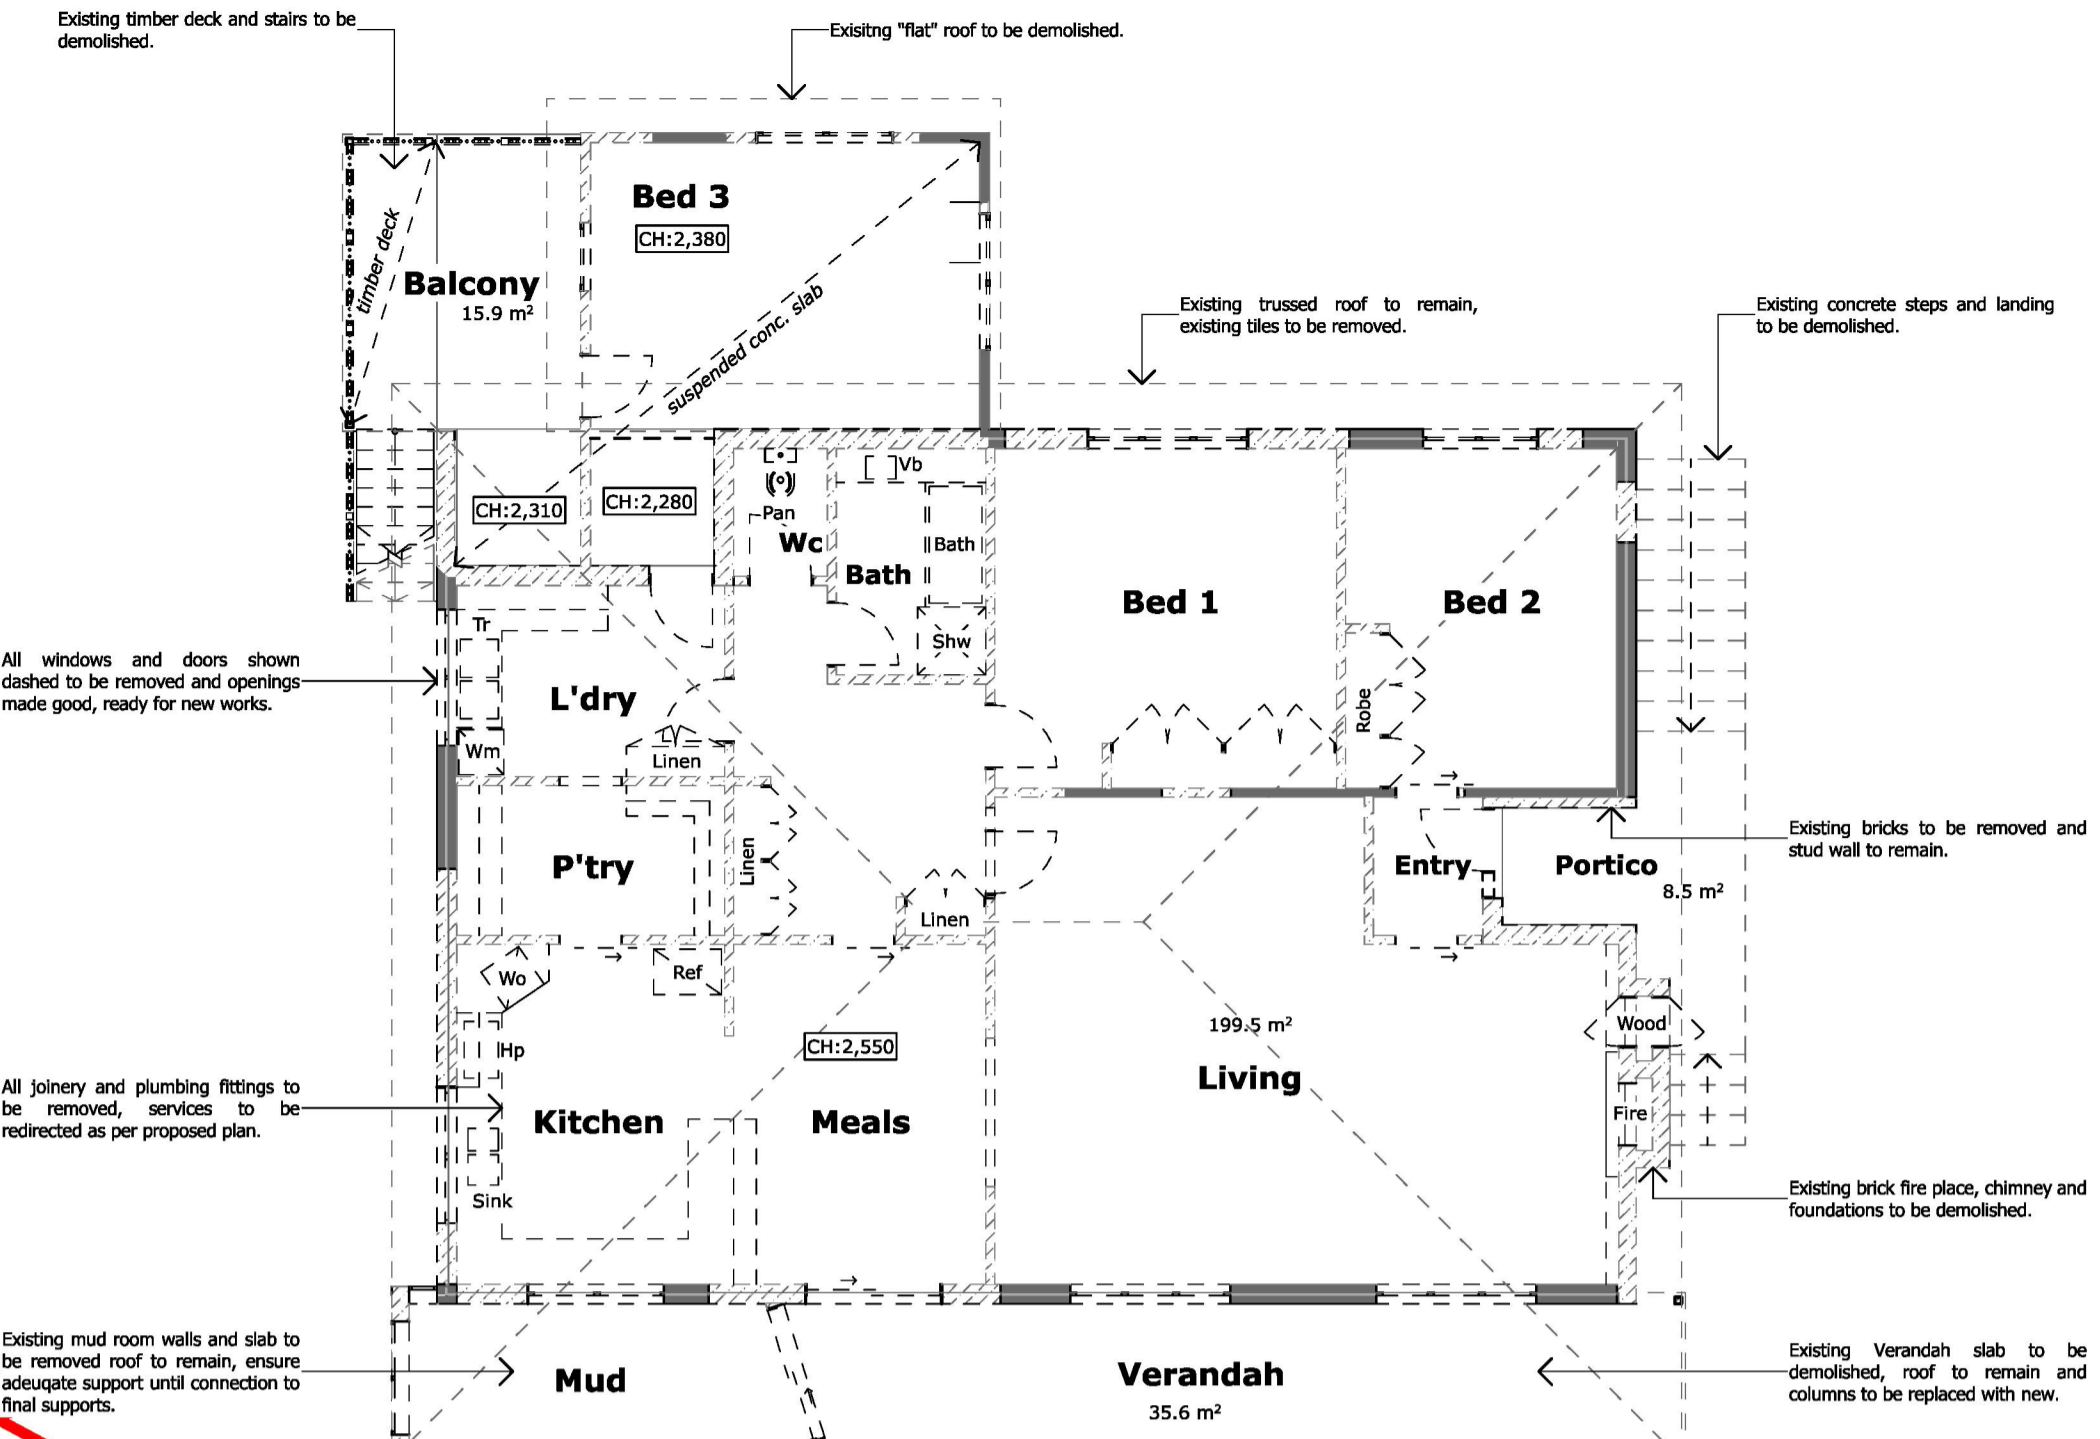 Existing timber deck and stairs to be
demolished.
Exisitng "flat" roof to be demolished.
Bed 3
CH:2,380
timber deck
Balcony
15.9 m²
suspended conc. slab
Existing trussed roof to remain,
existing tiles to be removed.
Existing concrete steps and landing
to be demolished.
CH:2,310
CH:2,280
Vb
Pan
Wc
Bath
Bath
Bed 1
Bed 2
Tr
Shw
All windows and doors shown
dashed to be removed and openings
made good, ready for new works.
L'dry
Robe
Wm
Linen
Existing bricks to be removed and
stud wall to remain.
P'try
Linen
Entry
Portico
8.5 m²
Linen
Wo
Ref
199.5 m²
Wood
Hp
CH:2,550
Living
All joinery and plumbing fittings to
be removed, services to be
redirected as per proposed plan.
Kitchen
Meals
Fire
Sink
Existing brick fire place, chimney and
foundations to be demolished.
Existing mud room walls and slab to
be removed roof to remain, ensure
adeuqate support until connection to
final supports.
Mud
Verandah
35.6 m²
Existing Verandah slab to be
demolished, roof to remain and
columns to be replaced with new.